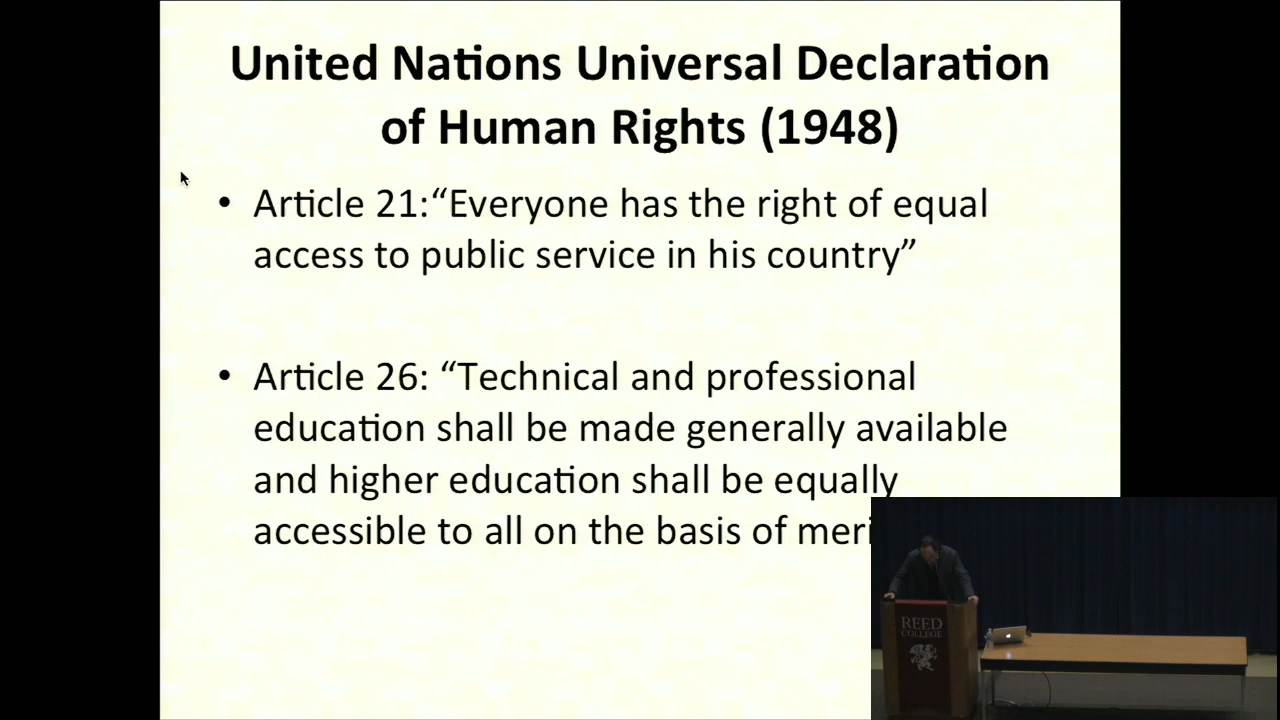 United Nations Universal Declaration
of Human Rights (1948)
• Article 21:“Everyone has the right of equal
access to public service in his country”
• Article 26: “Technical and professional
education shall be made generally available
and higher education shall be equally
accessible to all on the basis of
REED
COLLEGE